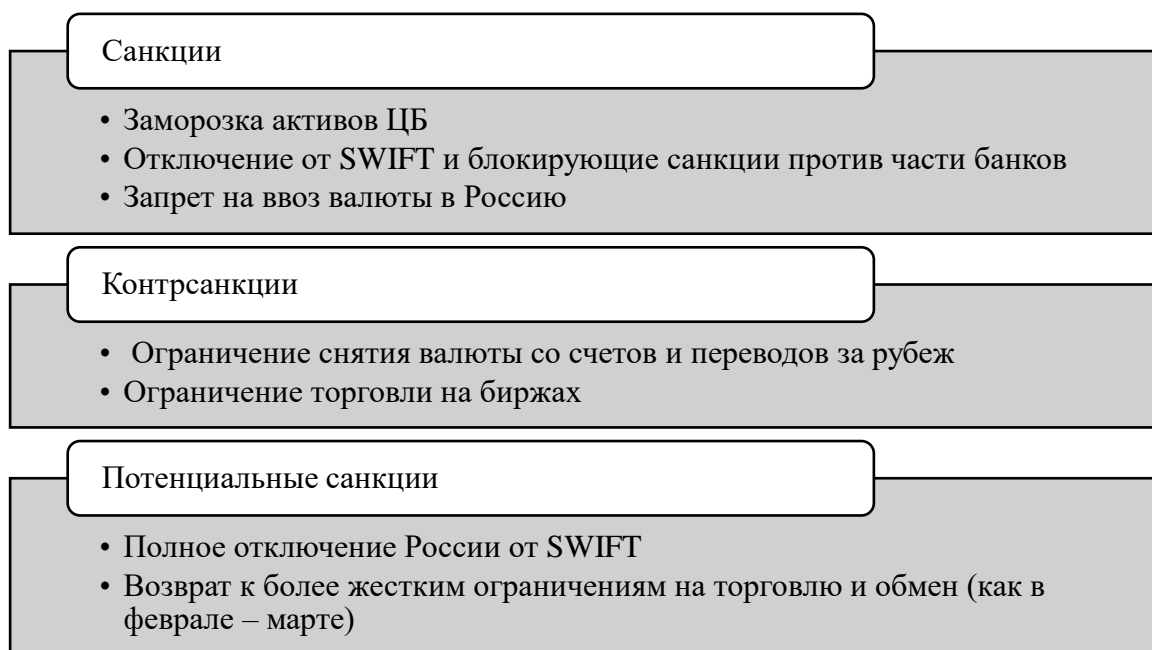 Санкции
• Заморозка активов ЦБ
• Отключение от SWIFT и блокирующие санкции против части банков
• Запрет на ввоз валюты в Россию
Контрсанкции
• Ограничение снятия валюты со счетов и переводов за рубеж
• Ограничение торговли на биржах
Потенциальные санкции
• Полное отключение России от SWIFT
• Возврат к более жестким ограничениям на торговлю и обмен (как в
феврале – марте)